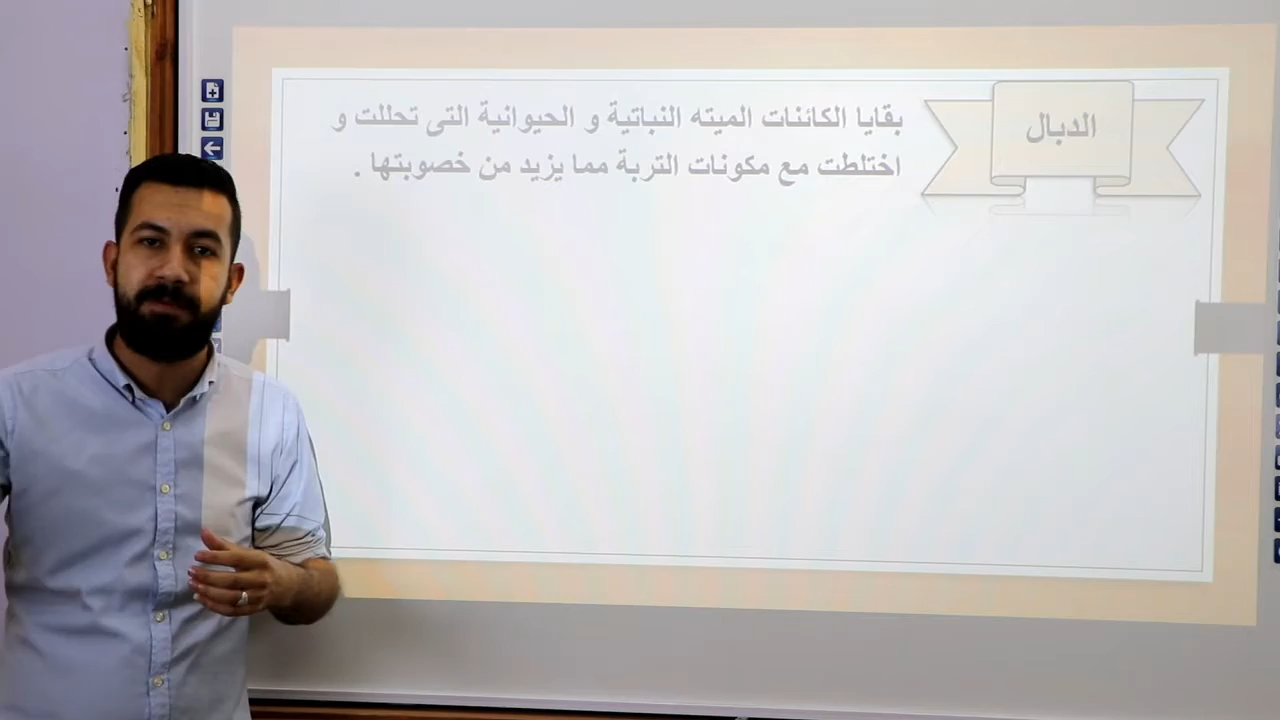 الدبال
بقايا الكائنات الميته النباتية و الحيوانية التى تحللت و
اختلطت مع مكونات التربة مما يزيد من خصوبتها .